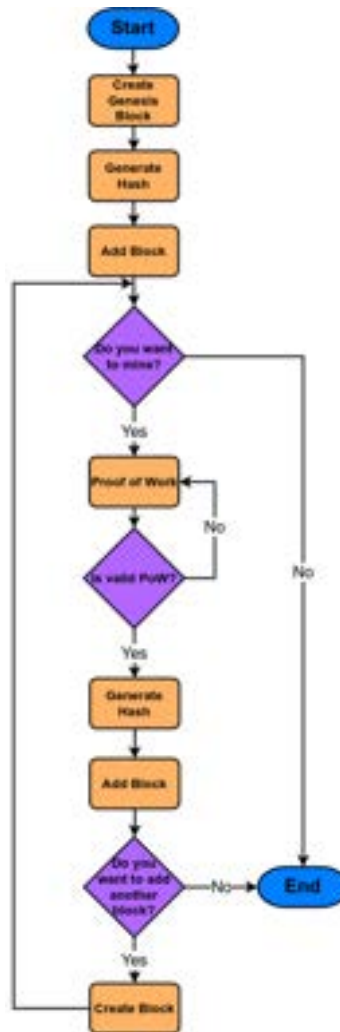 Start
Create
Genesis
Block
Generate
Hash
Add Block
Do you want
to mine?
Yes
Proof of Work
No
No
Is valid PoW?
Yes
Generate
Hash
Add Block
Do you
want to add
another
block?
No
End
Yes
Create Block